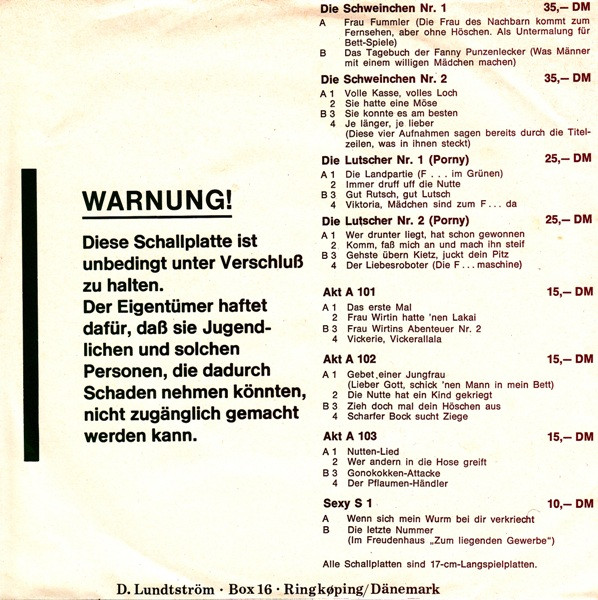 WARNUNG!
Diese Schallplatte ist
unbedingt unter Verschluß
zu halten.
Der Eigentümer haftet
dafür, daß sie Jugend-
lichen und solchen
Personen, die dadurch
Schaden nehmen könnten,
nicht zugänglich gemacht
werden kann.
Die Schweinchen Nr. 1 35,— DM
A Frau Fummler (Die Frau des Nachbarn kommt zum
Fernsehen, aber ohne Höschen. Als Untermalung für
Bett-Spiele)
B Das Tagebuch der Fanny Punzenlecker (Was Männer
mit einem willigen Mädchen machen)
Die Schweinchen Nr. 2 35,— DM
A 1 Volle Kasse, volles Loch
2 Sie hatte eine Möse
B 3 Sie konnte es am besten
4 Je länger, je lieber
(Diese vier Aufnahmen sagen bereits durch die Titel-
zeilen, was in ihnen steckt)
Die Lutscher Nr. 1 (Porny) 25,— DM
A 1 Die Landpartie (F . . . im Grünen)
2 Immer druff uff die Nutte
B 3 Gut Rutsch, gut Lutsch
4 Viktoria, Mädchen sind zum F . . . da
Die Lutscher Nr. 2 (Porny) 25,— DM
A 1 Wer drunter liegt, hat schon gewonnen
2 Komm, faß mich an und mach ihn steif
B 3 Gehste übern Kietz, juckt dein Pitz
4 Der Liebesroboter (Die F . . . maschine)
Akt A 101 15,— DM
A 1 Das erste Mal
2 Frau Wirtin hatte 'nen Lakai
B 3 Frau Wirtins Abenteuer Nr. 2
4 Vickerie, Vickerallala
Akt A 102 15,— DM
A 1 Gebet einer Jungfrau
(Lieber Gott, schick 'nen Mann in mein Bett)
2 Die Nutte hat ein Kind gekriegt
B 3 Zieh doch mal dein Höschen aus
4 Scharfer Bock sucht Ziege
Akt A 103 15,— DM
A 1 Nutten-Lied
2 Wer andern in die Hose greift
B 3 Gonokokken-Attacke
4 Der Pflaumen-Händler
Sexy S 1 10,— DM
A Wenn sich mein Wurm bei dir verkriecht
B Die letzte Nummer
(Im Freudenhaus „Zum liegenden Gewerbe")
Alle Schallplatten sind 17-cm-Langspielplatten.
D. Lundtström · Box 16 · Ringkøping/Dänemark